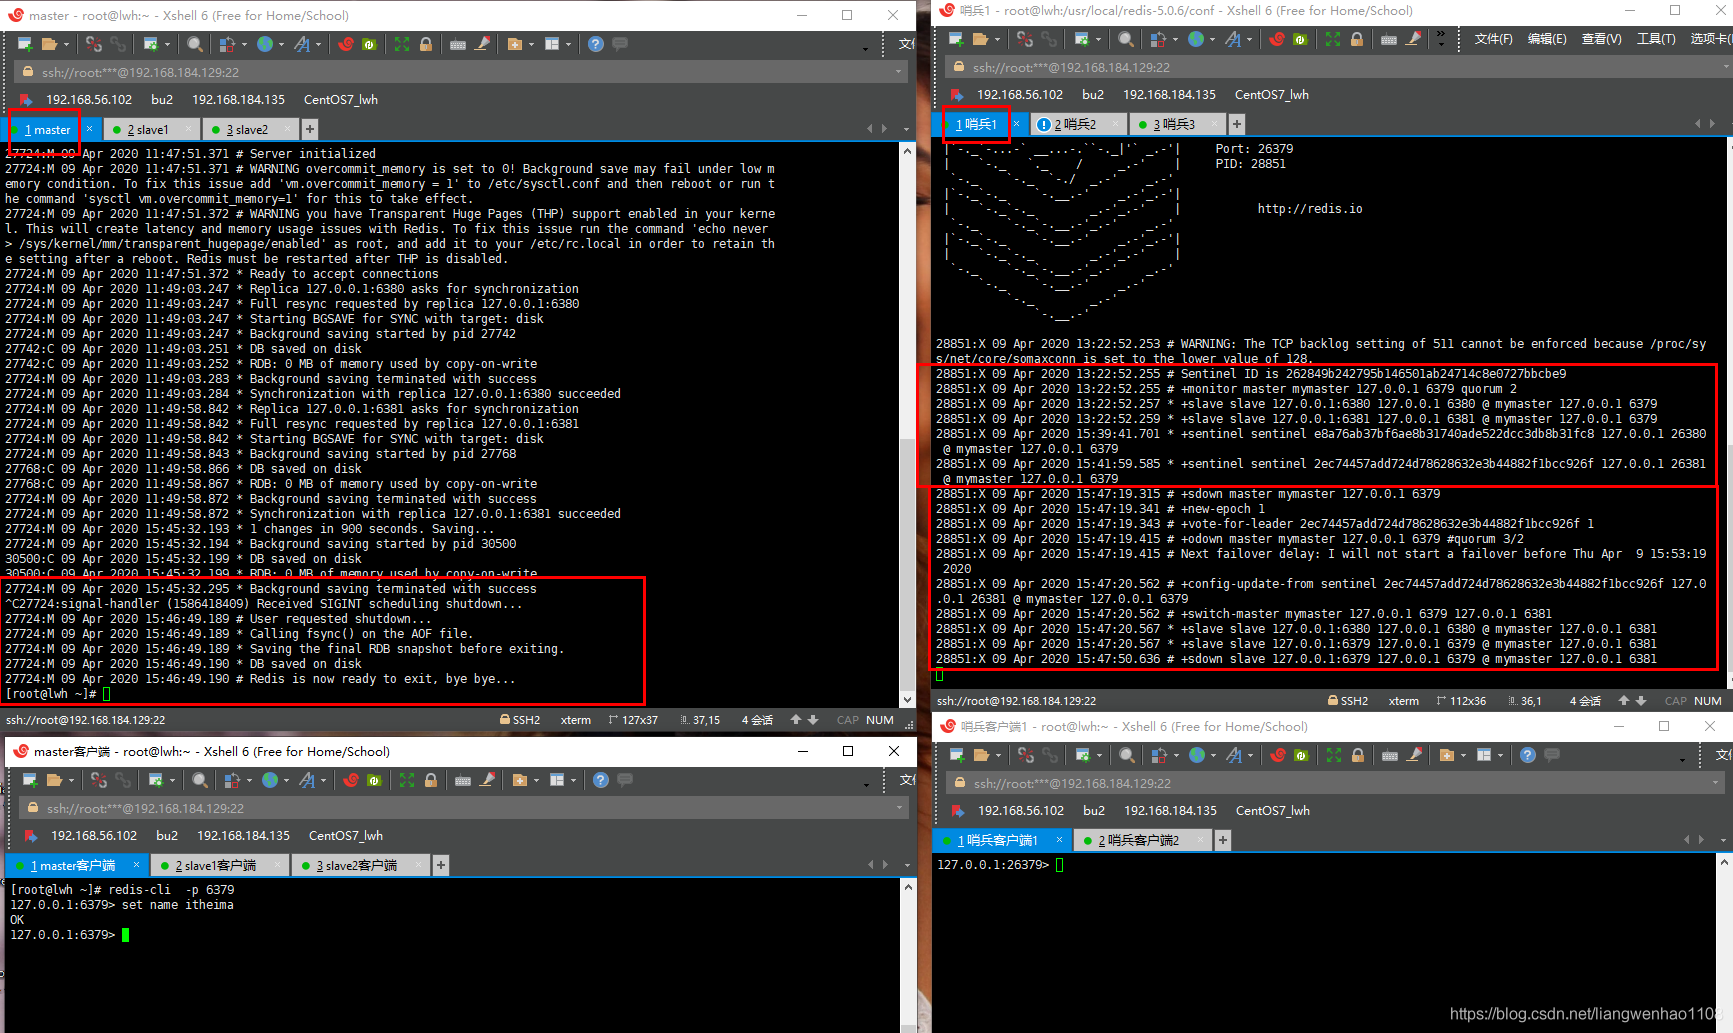 master - root@lwh:~ - Xshell 6 (Free for Home/School)
文件
ssh://root:***@192.168.184.129:22
192.168.56.102 bu2 192.168.184.135 CentOS7_lwh
1 master × 2 slave1 × 3 slave2 × +
27724:M 09 Apr 2020 11:47:51.371 # Server initialized
27724:M 09 Apr 2020 11:47:51.371 # WARNING overcommit_memory is set to 0! Background save may fail under low m
emory condition. To fix this issue add 'vm.overcommit_memory = 1' to /etc/sysctl.conf and then reboot or run t
he command 'sysctl vm.overcommit_memory=1' for this to take effect.
27724:M 09 Apr 2020 11:47:51.372 # WARNING you have Transparent Huge Pages (THP) support enabled in your kerne
l. This will create latency and memory usage issues with Redis. To fix this issue run the command 'echo never
> /sys/kernel/mm/transparent_hugepage/enabled' as root, and add it to your /etc/rc.local in order to retain th
e setting after a reboot. Redis must be restarted after THP is disabled.
27724:M 09 Apr 2020 11:47:51.372 * Ready to accept connections
27724:M 09 Apr 2020 11:49:03.247 * Replica 127.0.0.1:6380 asks for synchronization
27724:M 09 Apr 2020 11:49:03.247 * Full resync requested by replica 127.0.0.1:6380
27724:M 09 Apr 2020 11:49:03.247 * Starting BGSAVE for SYNC with target: disk
27724:M 09 Apr 2020 11:49:03.247 * Background saving started by pid 27742
27742:C 09 Apr 2020 11:49:03.251 * DB saved on disk
27742:C 09 Apr 2020 11:49:03.252 * RDB: 0 MB of memory used by copy-on-write
27724:M 09 Apr 2020 11:49:03.283 * Background saving terminated with success
27724:M 09 Apr 2020 11:49:03.284 * Synchronization with replica 127.0.0.1:6380 succeeded
27724:M 09 Apr 2020 11:49:58.842 * Replica 127.0.0.1:6381 asks for synchronization
27724:M 09 Apr 2020 11:49:58.842 * Full resync requested by replica 127.0.0.1:6381
27724:M 09 Apr 2020 11:49:58.842 * Starting BGSAVE for SYNC with target: disk
27724:M 09 Apr 2020 11:49:58.843 * Background saving started by pid 27768
27768:C 09 Apr 2020 11:49:58.866 * DB saved on disk
27768:C 09 Apr 2020 11:49:58.867 * RDB: 0 MB of memory used by copy-on-write
27724:M 09 Apr 2020 11:49:58.872 * Background saving terminated with success
27724:M 09 Apr 2020 11:49:58.872 * Synchronization with replica 127.0.0.1:6381 succeeded
27724:M 09 Apr 2020 15:45:32.193 * 1 changes in 900 seconds. Saving...
27724:M 09 Apr 2020 15:45:32.194 * Background saving started by pid 30500
30500:C 09 Apr 2020 15:45:32.199 * DB saved on disk
30500:C 09 Apr 2020 15:45:32.199 * RDB: 0 MB of memory used by copy-on-write
27724:M 09 Apr 2020 15:45:32.295 * Background saving terminated with success
^C27724:signal-handler (1586418409) Received SIGINT scheduling shutdown...
27724:M 09 Apr 2020 15:46:49.189 # User requested shutdown...
27724:M 09 Apr 2020 15:46:49.189 * Calling fsync() on the AOF file.
27724:M 09 Apr 2020 15:46:49.189 * Saving the final RDB snapshot before exiting.
27724:M 09 Apr 2020 15:46:49.190 * DB saved on disk
27724:M 09 Apr 2020 15:46:49.190 # Redis is now ready to exit, bye bye...
[root@lwh ~]#
ssh://root@192.168.184.129:22 SSH2 xterm 127x37 37,15 4 会话 CAP NUM
哨兵1 - root@lwh:/usr/local/redis-5.0.6/conf - Xshell 6 (Free for Home/School)
文件(F) 编辑(E) 查看(V) 工具(T) 选项卡(
ssh://root:***@192.168.184.129:22
192.168.56.102 bu2 192.168.184.135 CentOS7_lwh
1 哨兵1 × 2 哨兵2 × 3 哨兵3 × +
Port: 26379
PID: 28851
http://redis.io
28851:X 09 Apr 2020 13:22:52.253 # WARNING: The TCP backlog setting of 511 cannot be enforced because /proc/sy
s/net/core/somaxconn is set to the lower value of 128.
28851:X 09 Apr 2020 13:22:52.255 # Sentinel ID is 262849b242795b146501ab24714c8e0727bbcbe9
28851:X 09 Apr 2020 13:22:52.255 # +monitor master mymaster 127.0.0.1 6379 quorum 2
28851:X 09 Apr 2020 13:22:52.257 * +slave slave 127.0.0.1:6380 127.0.0.1 6380 @ mymaster 127.0.0.1 6379
28851:X 09 Apr 2020 13:22:52.259 * +slave slave 127.0.0.1:6381 127.0.0.1 6381 @ mymaster 127.0.0.1 6379
28851:X 09 Apr 2020 15:39:41.701 * +sentinel sentinel e8a76ab37bf6ae8b31740ade522dcc3db8b31fc8 127.0.0.1 26380
@ mymaster 127.0.0.1 6379
28851:X 09 Apr 2020 15:41:59.585 * +sentinel sentinel 2ec74457add724d78628632e3b44882f1bcc926f 127.0.0.1 26381
@ mymaster 127.0.0.1 6379
28851:X 09 Apr 2020 15:47:19.315 # +sdown master mymaster 127.0.0.1 6379
28851:X 09 Apr 2020 15:47:19.341 # +new-epoch 1
28851:X 09 Apr 2020 15:47:19.343 # +vote-for-leader 2ec74457add724d78628632e3b44882f1bcc926f 1
28851:X 09 Apr 2020 15:47:19.415 # +odown master mymaster 127.0.0.1 6379 #quorum 3/2
28851:X 09 Apr 2020 15:47:19.415 # Next failover delay: I will not start a failover before Thu Apr  9 15:53:19
2020
28851:X 09 Apr 2020 15:47:20.562 # +config-update-from sentinel 2ec74457add724d78628632e3b44882f1bcc926f 127.0
.0.1 26381 @ mymaster 127.0.0.1 6379
28851:X 09 Apr 2020 15:47:20.562 # +switch-master mymaster 127.0.0.1 6379 127.0.0.1 6381
28851:X 09 Apr 2020 15:47:20.567 * +slave slave 127.0.0.1:6380 127.0.0.1 6380 @ mymaster 127.0.0.1 6381
28851:X 09 Apr 2020 15:47:20.567 * +slave slave 127.0.0.1:6379 127.0.0.1 6379 @ mymaster 127.0.0.1 6381
28851:X 09 Apr 2020 15:47:50.636 # +sdown slave 127.0.0.1:6379 127.0.0.1 6379 @ mymaster 127.0.0.1 6381
ssh://root@192.168.184.129:22 SSH2 xterm 112x36 36,1 4 会话 CAP NUM
master客户端 - root@lwh:~ - Xshell 6 (Free for Home/School)
文件
ssh://root:***@192.168.184.129:22
192.168.56.102 bu2 192.168.184.135 CentOS7_lwh
1 master客户端 × 2 slave1客户端 × 3 slave2客户端 × +
[root@lwh ~]# redis-cli  -p 6379
127.0.0.1:6379> set name itheima
OK
127.0.0.1:6379>
哨兵客户端1 - root@lwh:~ - Xshell 6 (Free for Home/School)
文
ssh://root:***@192.168.184.129:22
192.168.56.102 bu2 192.168.184.135 CentOS7_lwh
1 哨兵客户端1 × 2 哨兵客户端2 × +
127.0.0.1:26379>
https://blog.csdn.net/liangwenhao1108